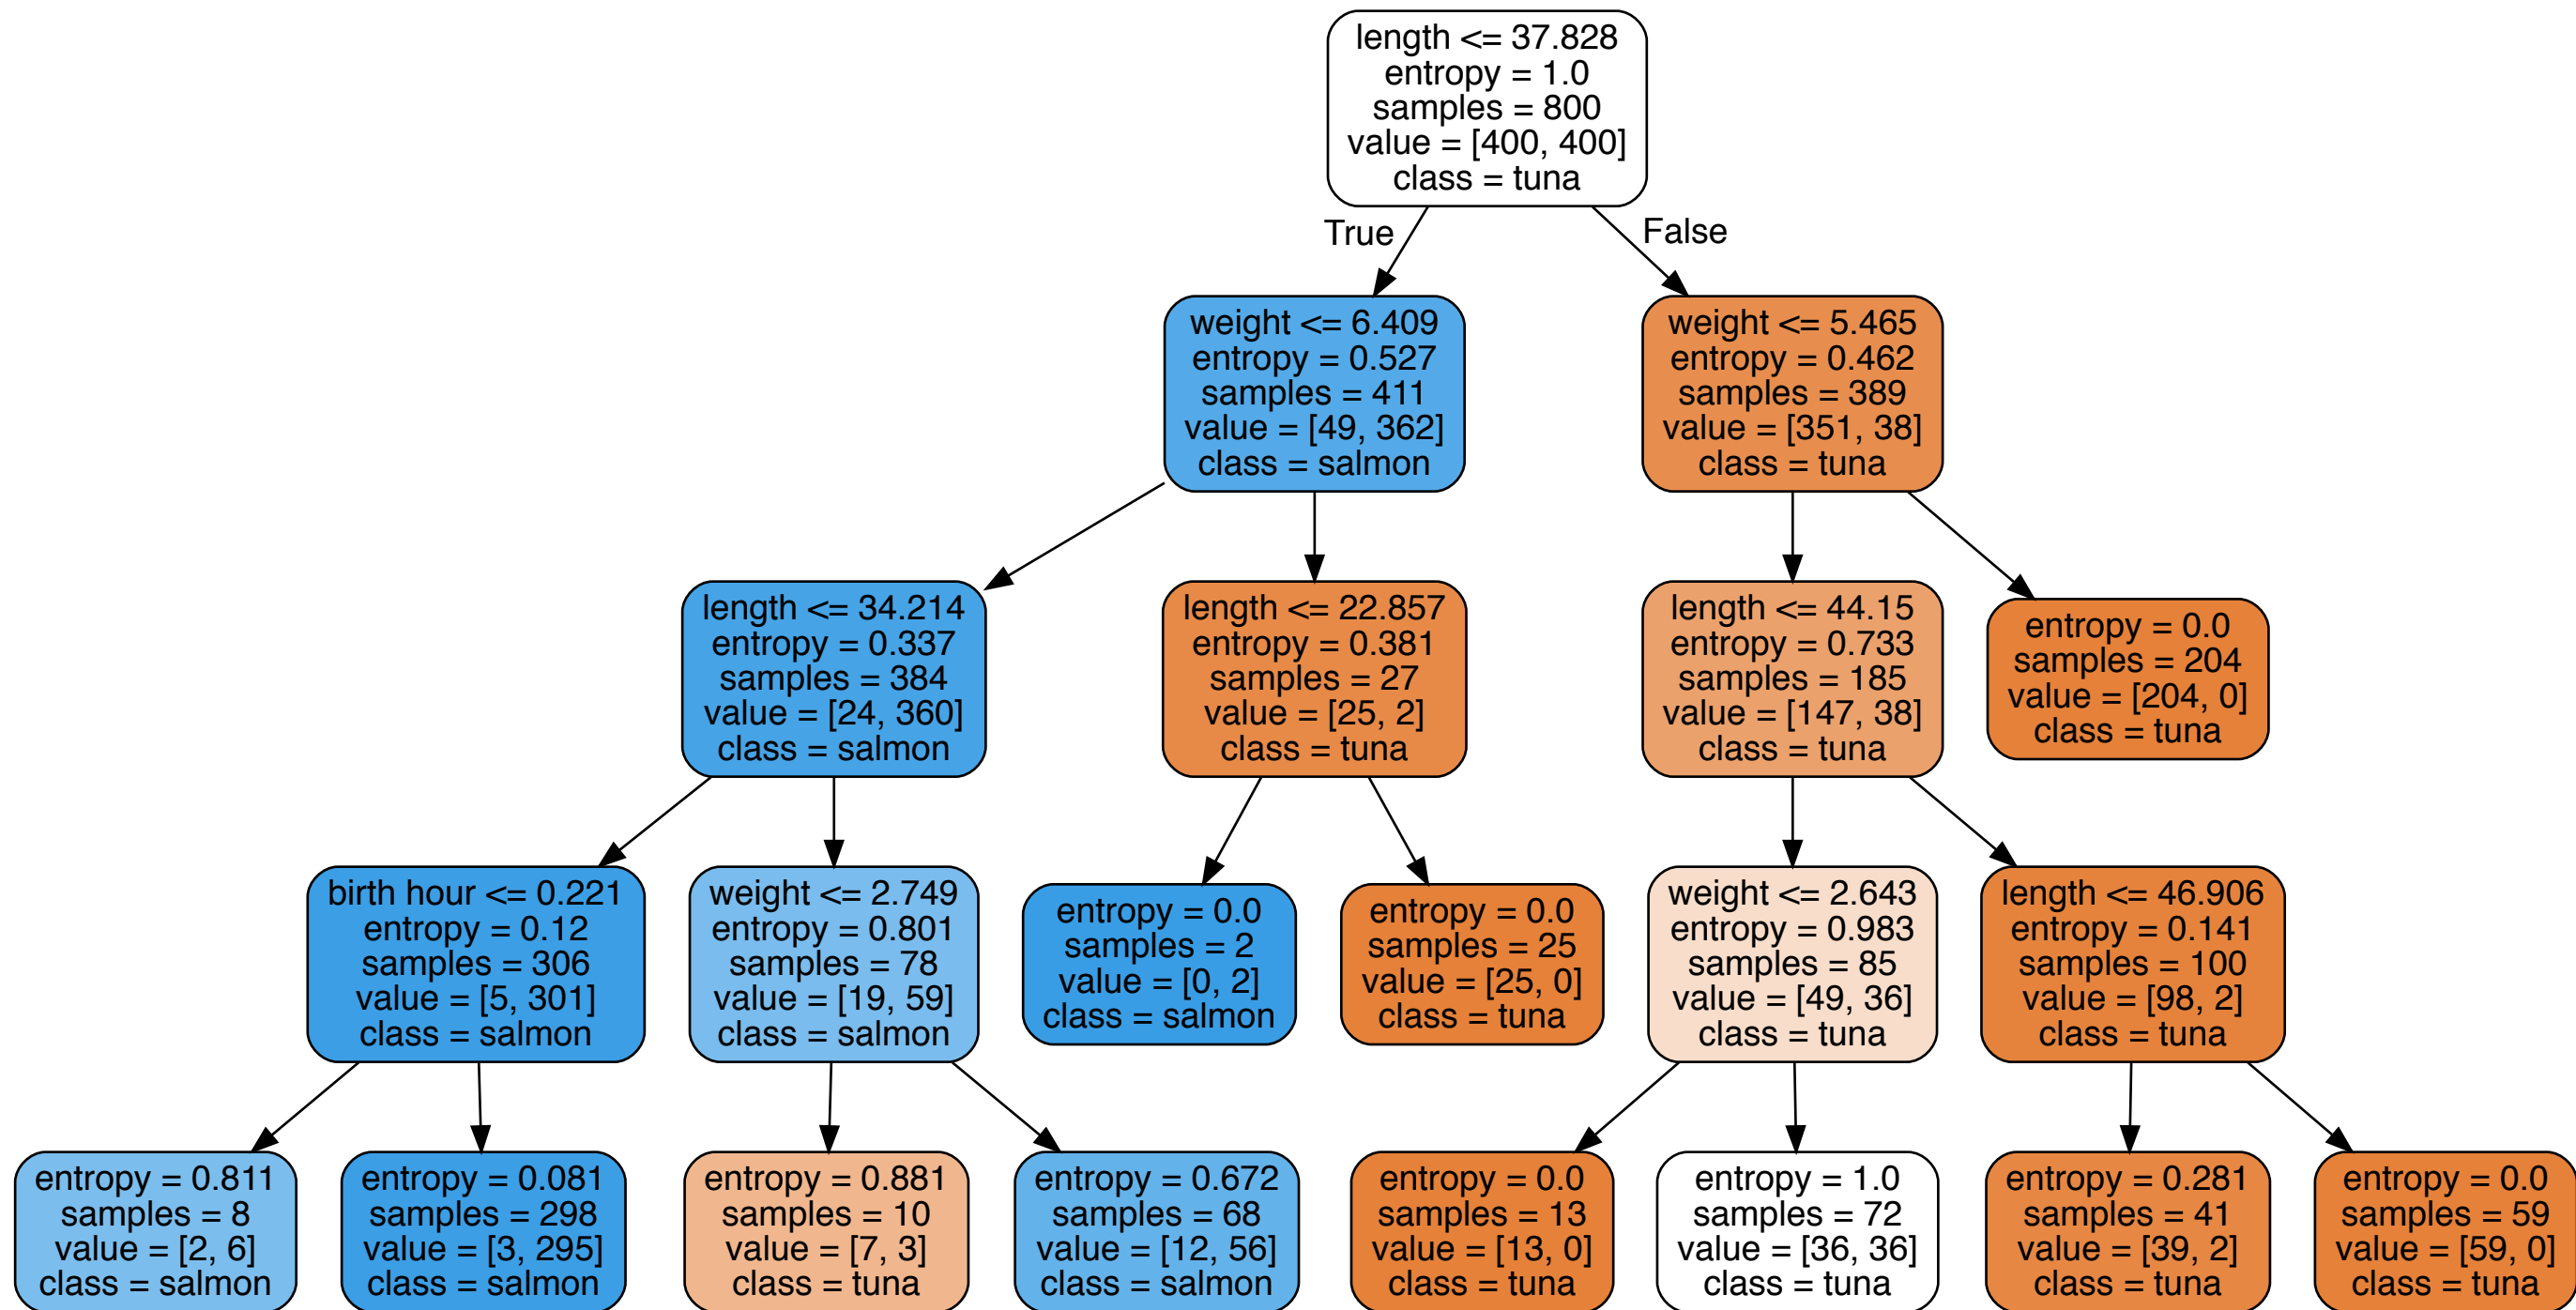 length <= 37.828
entropy = 1.0
samples = 800
value = [400, 400]
class = tuna
True
False
weight <= 6.409
entropy = 0.527
samples = 411
value = [49, 362]
class = salmon
weight <= 5.465
entropy = 0.462
samples = 389
value = [351, 38]
class = tuna
length <= 34.214
entropy = 0.337
samples = 384
value = [24, 360]
class = salmon
length <= 22.857
entropy = 0.381
samples = 27
value = [25, 2]
class = tuna
length <= 44.15
entropy = 0.733
samples = 185
value = [147, 38]
class = tuna
entropy = 0.0
samples = 204
value = [204, 0]
class = tuna
birth hour <= 0.221
entropy = 0.12
samples = 306
value = [5, 301]
class = salmon
weight <= 2.749
entropy = 0.801
samples = 78
value = [19, 59]
class = salmon
entropy = 0.0
samples = 2
value = [0, 2]
class = salmon
entropy = 0.0
samples = 25
value = [25, 0]
class = tuna
weight <= 2.643
entropy = 0.983
samples = 85
value = [49, 36]
class = tuna
length <= 46.906
entropy = 0.141
samples = 100
value = [98, 2]
class = tuna
entropy = 0.811
samples = 8
value = [2, 6]
class = salmon
entropy = 0.081
samples = 298
value = [3, 295]
class = salmon
entropy = 0.881
samples = 10
value = [7, 3]
class = tuna
entropy = 0.672
samples = 68
value = [12, 56]
class = salmon
entropy = 0.0
samples = 13
value = [13, 0]
class = tuna
entropy = 1.0
samples = 72
value = [36, 36]
class = tuna
entropy = 0.281
samples = 41
value = [39, 2]
class = tuna
entropy = 0.0
samples = 59
value = [59, 0]
class = tuna